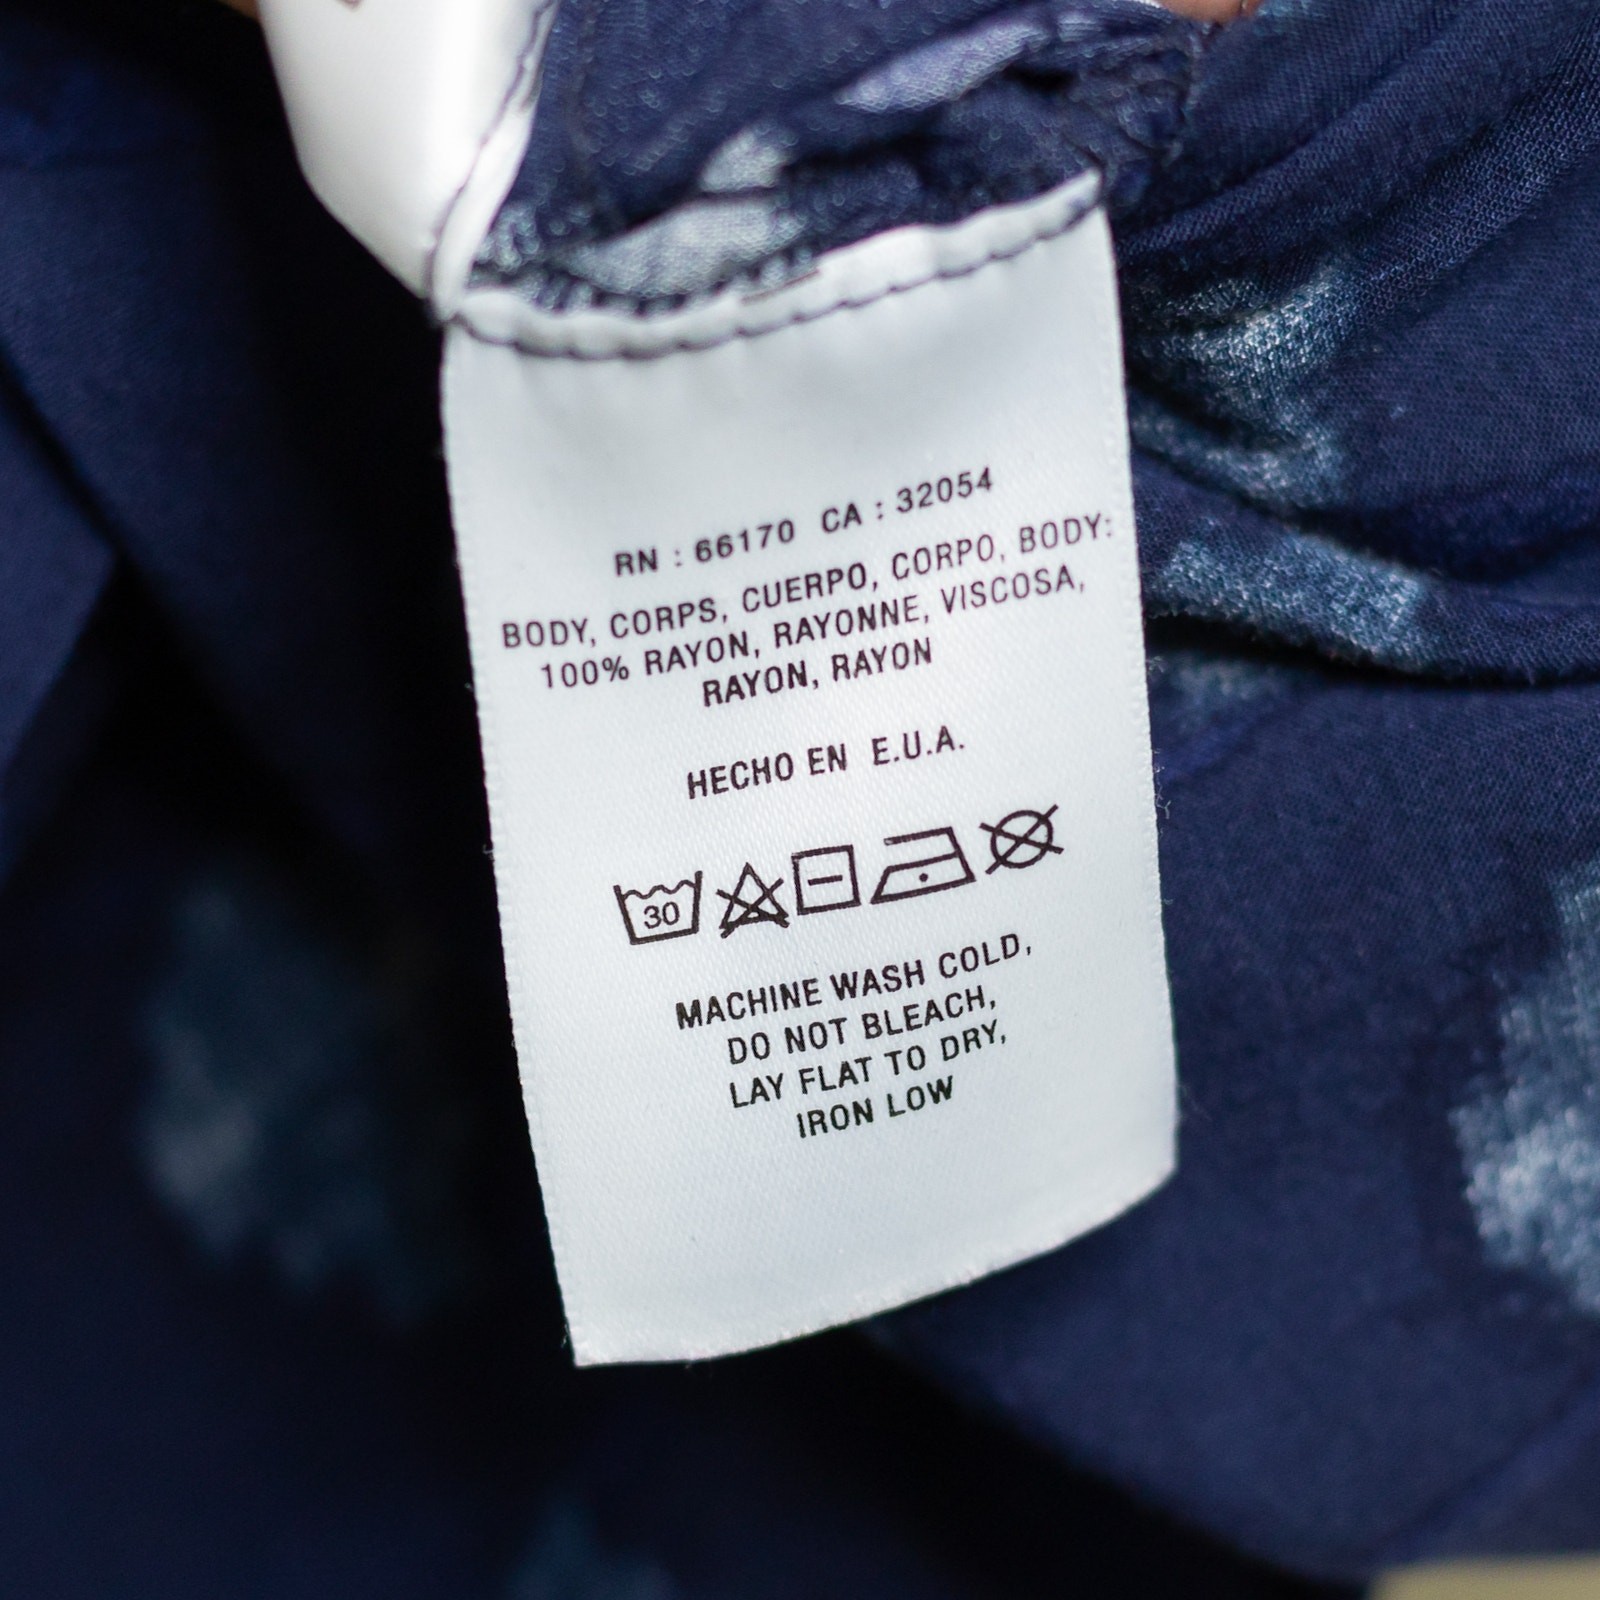 RN : 66170 CA : 32054
BODY, CORPS, CUERPO, CORPO, BODY:
100% RAYON, RAYONNE, VISCOSA,
RAYON, RAYON
HECHO EN E.U.A.
30
MACHINE WASH COLD,
DO NOT BLEACH,
LAY FLAT TO DRY,
IRON LOW